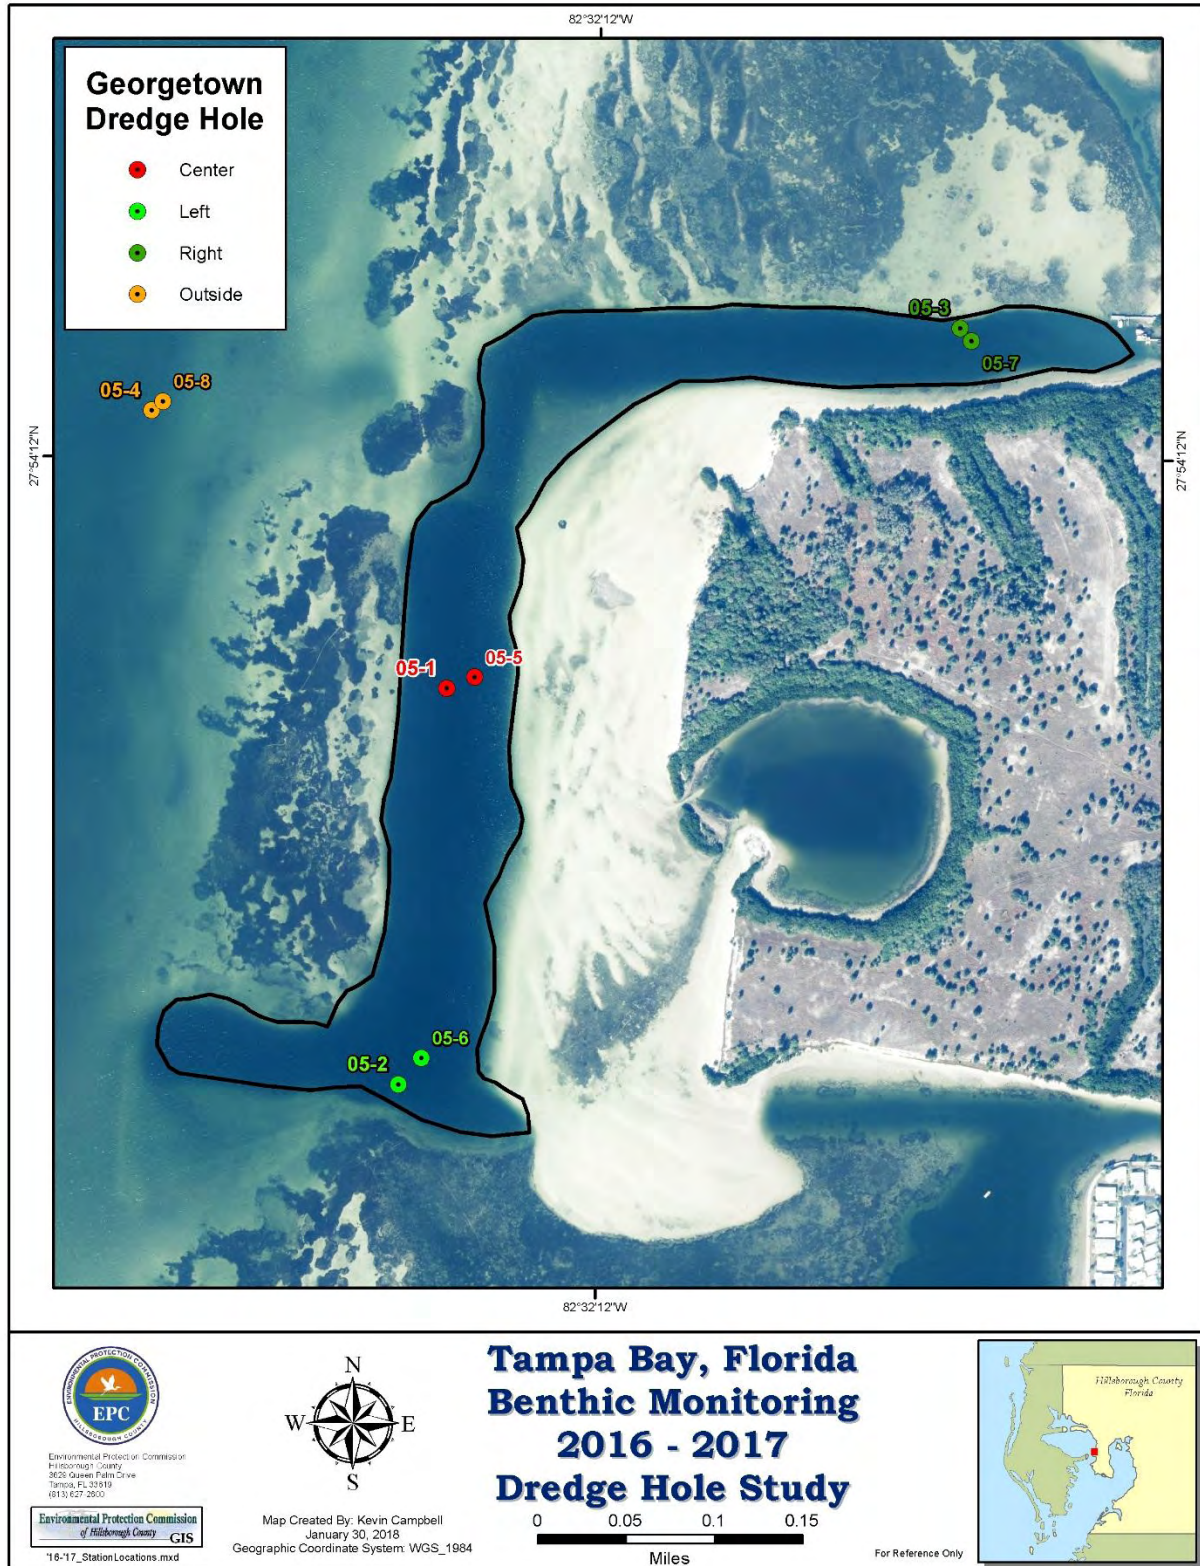 82°32'12"W
Georgetown
Dredge Hole
Center
Left
Right
Outside
05-3
05-7
05-4
05-8
27°54'12"N
27°54'12"N
05-1
05-5
05-6
05-2
82°32'12"W
ENVIRONMENTAL PROTECTION COMMISSION
EPC
HILLSBOROUGH COUNTY
Environmental Protection Commission
Hillsborough County
3629 Queen Palm Drive
Tampa, FL 33619
(813) 627-2600
Environmental Protection Commission
of Hillsborough County
GIS
'16-'17_StationLocations.mxd
N
W
E
S
Map Created By: Kevin Campbell
January 30, 2018
Geographic Coordinate System: WGS_1984
Tampa Bay, Florida
Benthic Monitoring
2016 - 2017
Dredge Hole Study
0 0.05 0.1 0.15
Miles
Hillsborough County
Florida
For Reference Only